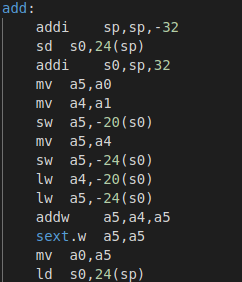 add:
addi sp,sp,-32
sd s0,24(sp)
addi s0,sp,32
mv a5,a0
mv a4,a1
sw a5,-20(s0)
mv a5,a4
sw a5,-24(s0)
lw a4,-20(s0)
lw a5,-24(s0)
addw a5,a4,a5
sext.w a5,a5
mv a0,a5
ld s0,24(sp)